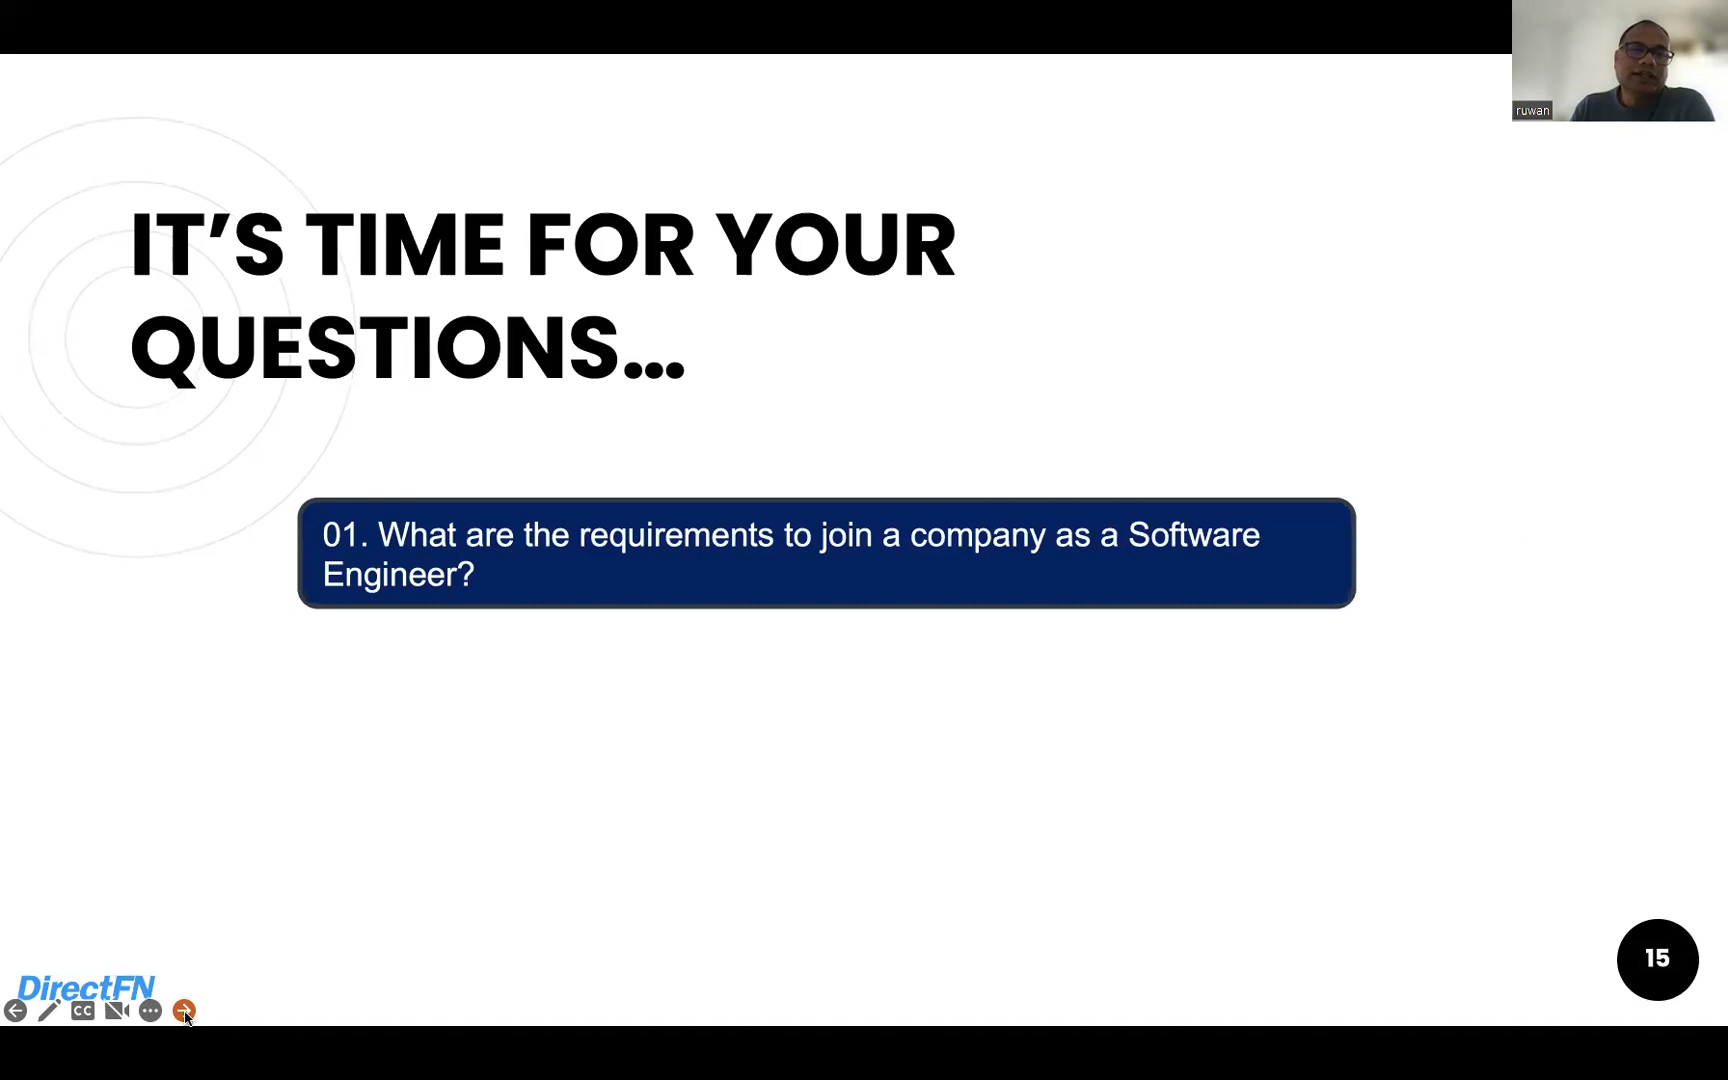 ruwan
IT’S TIME FOR YOUR
QUESTIONS...
01. What are the requirements to join a company as a Software
Engineer?
15
DirectFN
CC